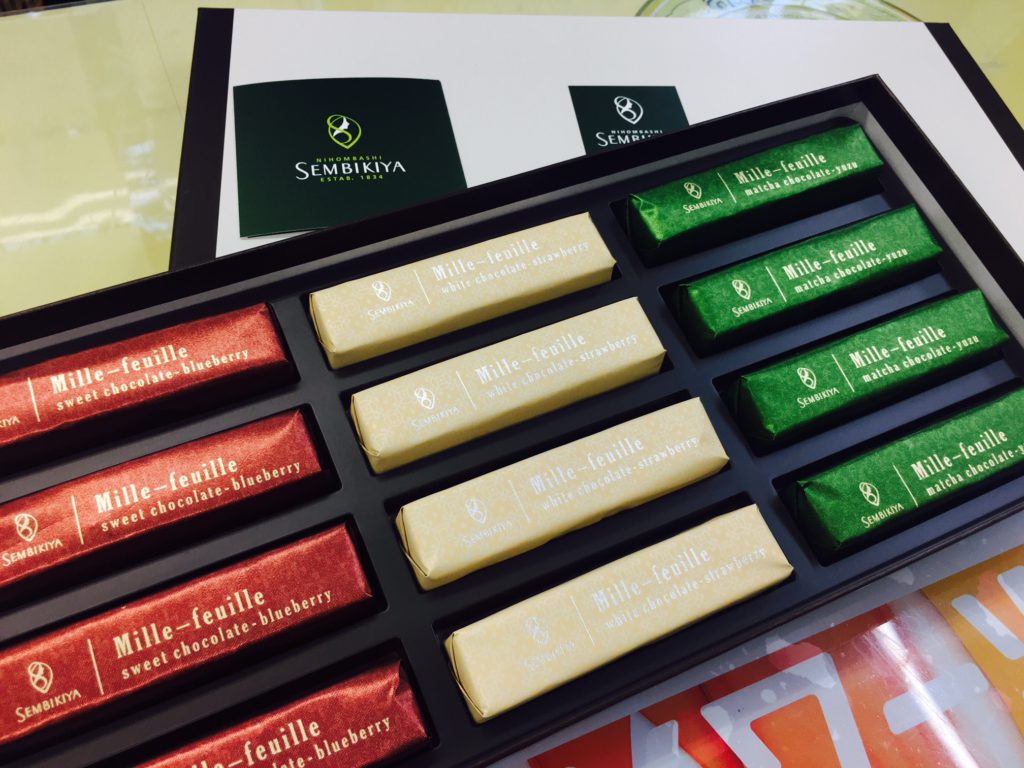 NIHOMBASHI
SEMBIKIYA
ESTAB. 1834
NIHOMBASHI
SEMBIKIYA
SEMBIKIYA
Mille-feuille
matcha chocolate-yuzu
SEMBIKIYA
Mille-feuille
matcha chocolate-yuzu
SEMBIKIYA
Mille-feuille
matcha chocolate-yuzu
SEMBIKIYA
Mille-feuille
matcha chocolate-
SEMBIKIYA
Mille-feuille
white chocolate-strawberry
SEMBIKIYA
Mille-feuille
white chocolate-strawberry
SEMBIKIYA
Mille-feuille
white chocolate-strawberry
SEMBIKIYA
Mille-feuille
white chocolate-strawberry
Mille-feuille
sweet chocolate-blueberry
SEMBIKIYA
Mille-feuille
sweet chocolate-blueberry
SEMBIKIYA
Mille-feuille
sweet chocolate-blueberry
Mille-feuille
sweet chocolate-blueberry